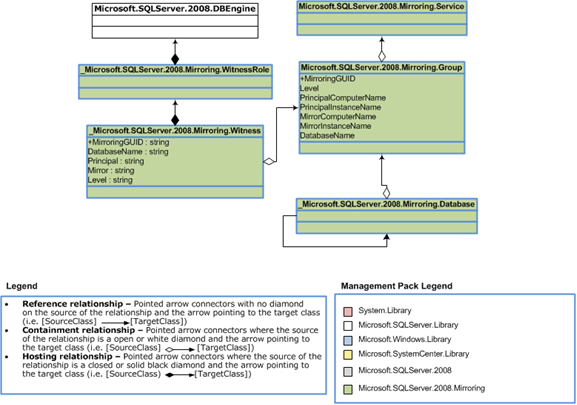 Microsoft.SQLServer.2008.DBEngine
Microsoft.SQLServer.2008.Mirroring.Service
_Microsoft.SQLServer.2008.Mirroring.WitnessRole
Microsoft.SQLServer.2008.Mirroring.Group
+MirroringGUID
Level
PrincipalComputerName
PrincipalInstanceName
MirrorComputerName
MirrorInstanceName
DatabaseName
_Microsoft.SQLServer.2008.Mirroring.Witness
+MirroringGUID : string
DatabaseName : string
Principal : string
Mirror : string
Level : string
_Microsoft.SQLServer.2008.Mirroring.Database
Legend
• Reference relationship – Pointed arrow connectors with no diamond
on the source of the relationship and the arrow pointing to the target class
(i.e. [SourceClass] [TargetClass])
• Containment relationship – Pointed arrow connectors where the source
of the relationship is a open or white diamond and the arrow pointing to
the target class (i.e. [SourceClass) [TargetClass])
• Hosting relationship – Pointed arrow connectors where the source of the
relationship is a closed or solid black diamond and the arrow pointing to
the target class (i.e. [SourceClass) [TargetClass])
Management Pack Legend
System.Library
Microsoft.SQLServer.Library
Microsoft.Windows.Library
Microsoft.SystemCenter.Library
Microsoft.SQLServer.2008
Microsoft.SQLServer.2008.Mirroring